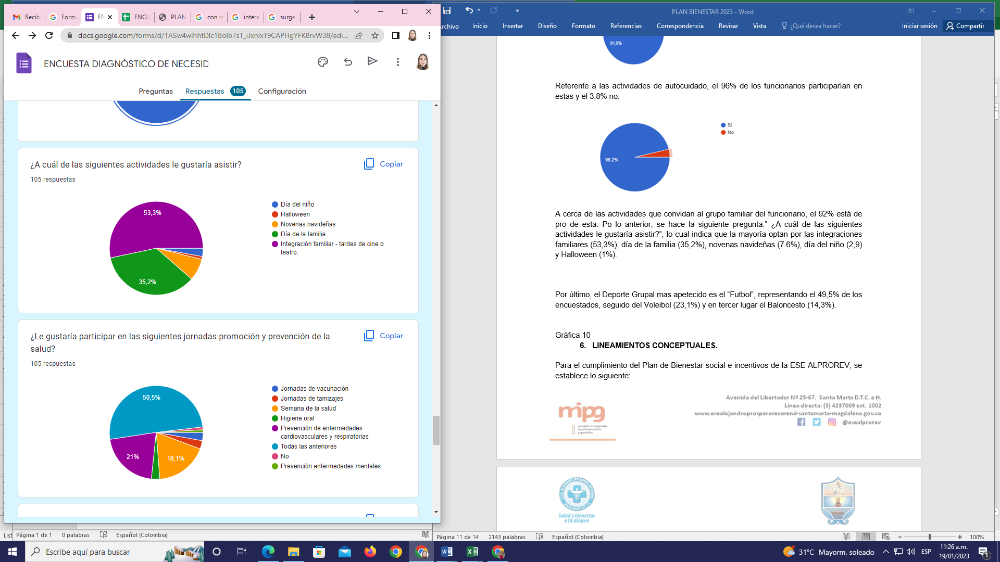 Recib
Form
EN
ENCU
PLAN
con re
intere
surge
docs.google.com/forms/d/1ASw4wlhhtDlc1Bolb7sT_iJxnIxT9CAPHgYFK8rvW38/edi...
ENCUESTA DIAGNÓSTICO DE NECESID
Preguntas
Respuestas 105
Configuración
¿A cuál de las siguientes actividades le gustaría asistir?
Copiar
105 respuestas
53,3%
35,2%
Día del niño
Halloween
Novenas navideñas
Día de la familia
Integración familiar - tardes de cine o
teatro.
¿Le gustaría participar en las siguientes jornadas promoción y prevención de la
salud?
Copiar
105 respuestas
50,5%
21%
18,1%
Jornadas de vacunación
Jornadas de tamizajes
Semana de la salud
Higiene oral
Prevención de enfermedades
cardiovasculares y respiratorias
Todas las anteriores
No
Prevención enfermedades mentales
List
Página 1 de 1
0 palabras
Español (Colombia)
PLAN BIENESTAR 2023 - Word
Archivo
Inicio
Insertar
Diseño
Formato
Referencias
Correspondencia
Revisar
Vista
¿Qué desea hacer?
Iniciar sesión
Compartir
81,9%
Referente a las actividades de autocuidado, el 96% de los funcionarios participarían en
estas y el 3,8% no.
96,2%
Sí
No
A cerca de las actividades que convidan al grupo familiar del funcionario, el 92% está de
pro de esta. Po lo anterior, se hace la siguiente pregunta:” ¿A cuál de las siguientes
actividades le gustaría asistir?”, lo cual indica que la mayoría optan por las integraciones
familiares (53,3%), día de la familia (35,2%), novenas navideñas (7.6%), día del niño (2,9)
y Halloween (1%).
Por último, el Deporte Grupal mas apetecido es el “Futbol”, representando el 49,5% de los
encuestados, seguido del Voleibol (23,1%) y en tercer lugar el Baloncesto (14,3%).
Gráfica 10
6. LINEAMIENTOS CONCEPTUALES.
Para el cumplimiento del Plan de Bienestar social e incentivos de la ESE ALPROREV, se
establece lo siguiente:
mipg
modelo integrado
de planeación
y gestión
Avenida del Libertador Nº 25-67. Santa Marta D.T.C. e H.
Línea directa: (5) 4237009 ext. 1002
www.esealejandroprosperoreverend-santamarta-magdalena.gov.co
@esealprorev
E.S.E. ALEJANDRO PRÓSPERO REVEREND
SANTA MARTA D.T.C.H.
Salud y bienestar
a tu alcance
Página 11 de 14
2143 palabras
Español (Colombia)
100%
Escribe aquí para buscar
31°C Mayorm. soleado
ESP
11:26 a.m.
19/01/2023
1